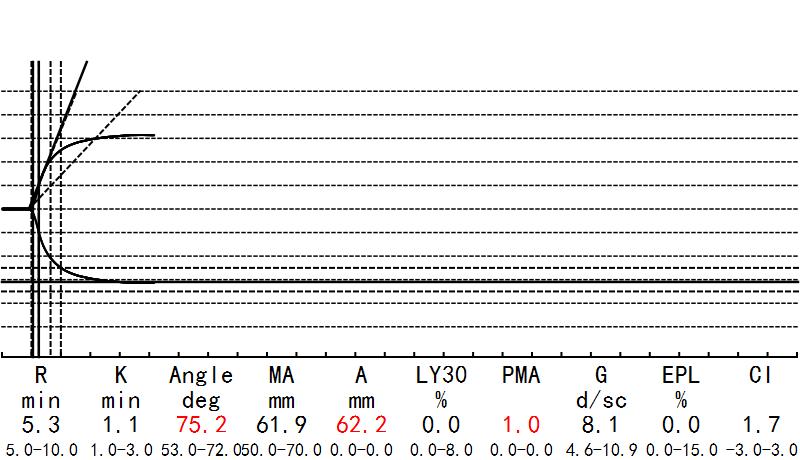 R K Angle MA A LY30 PMA G EPL CI
min min deg mm mm % d/sc %
5.3 1.1 75.2 61.9 62.2 0.0 1.0 8.1 0.0 1.7
5.0-10.0 1.0-3.0 53.0-72.0 50.0-70.0 0.0-0.0 0.0-8.0 0.0-0.0 4.6-10.9 0.0-15.0 -3.0-3.0